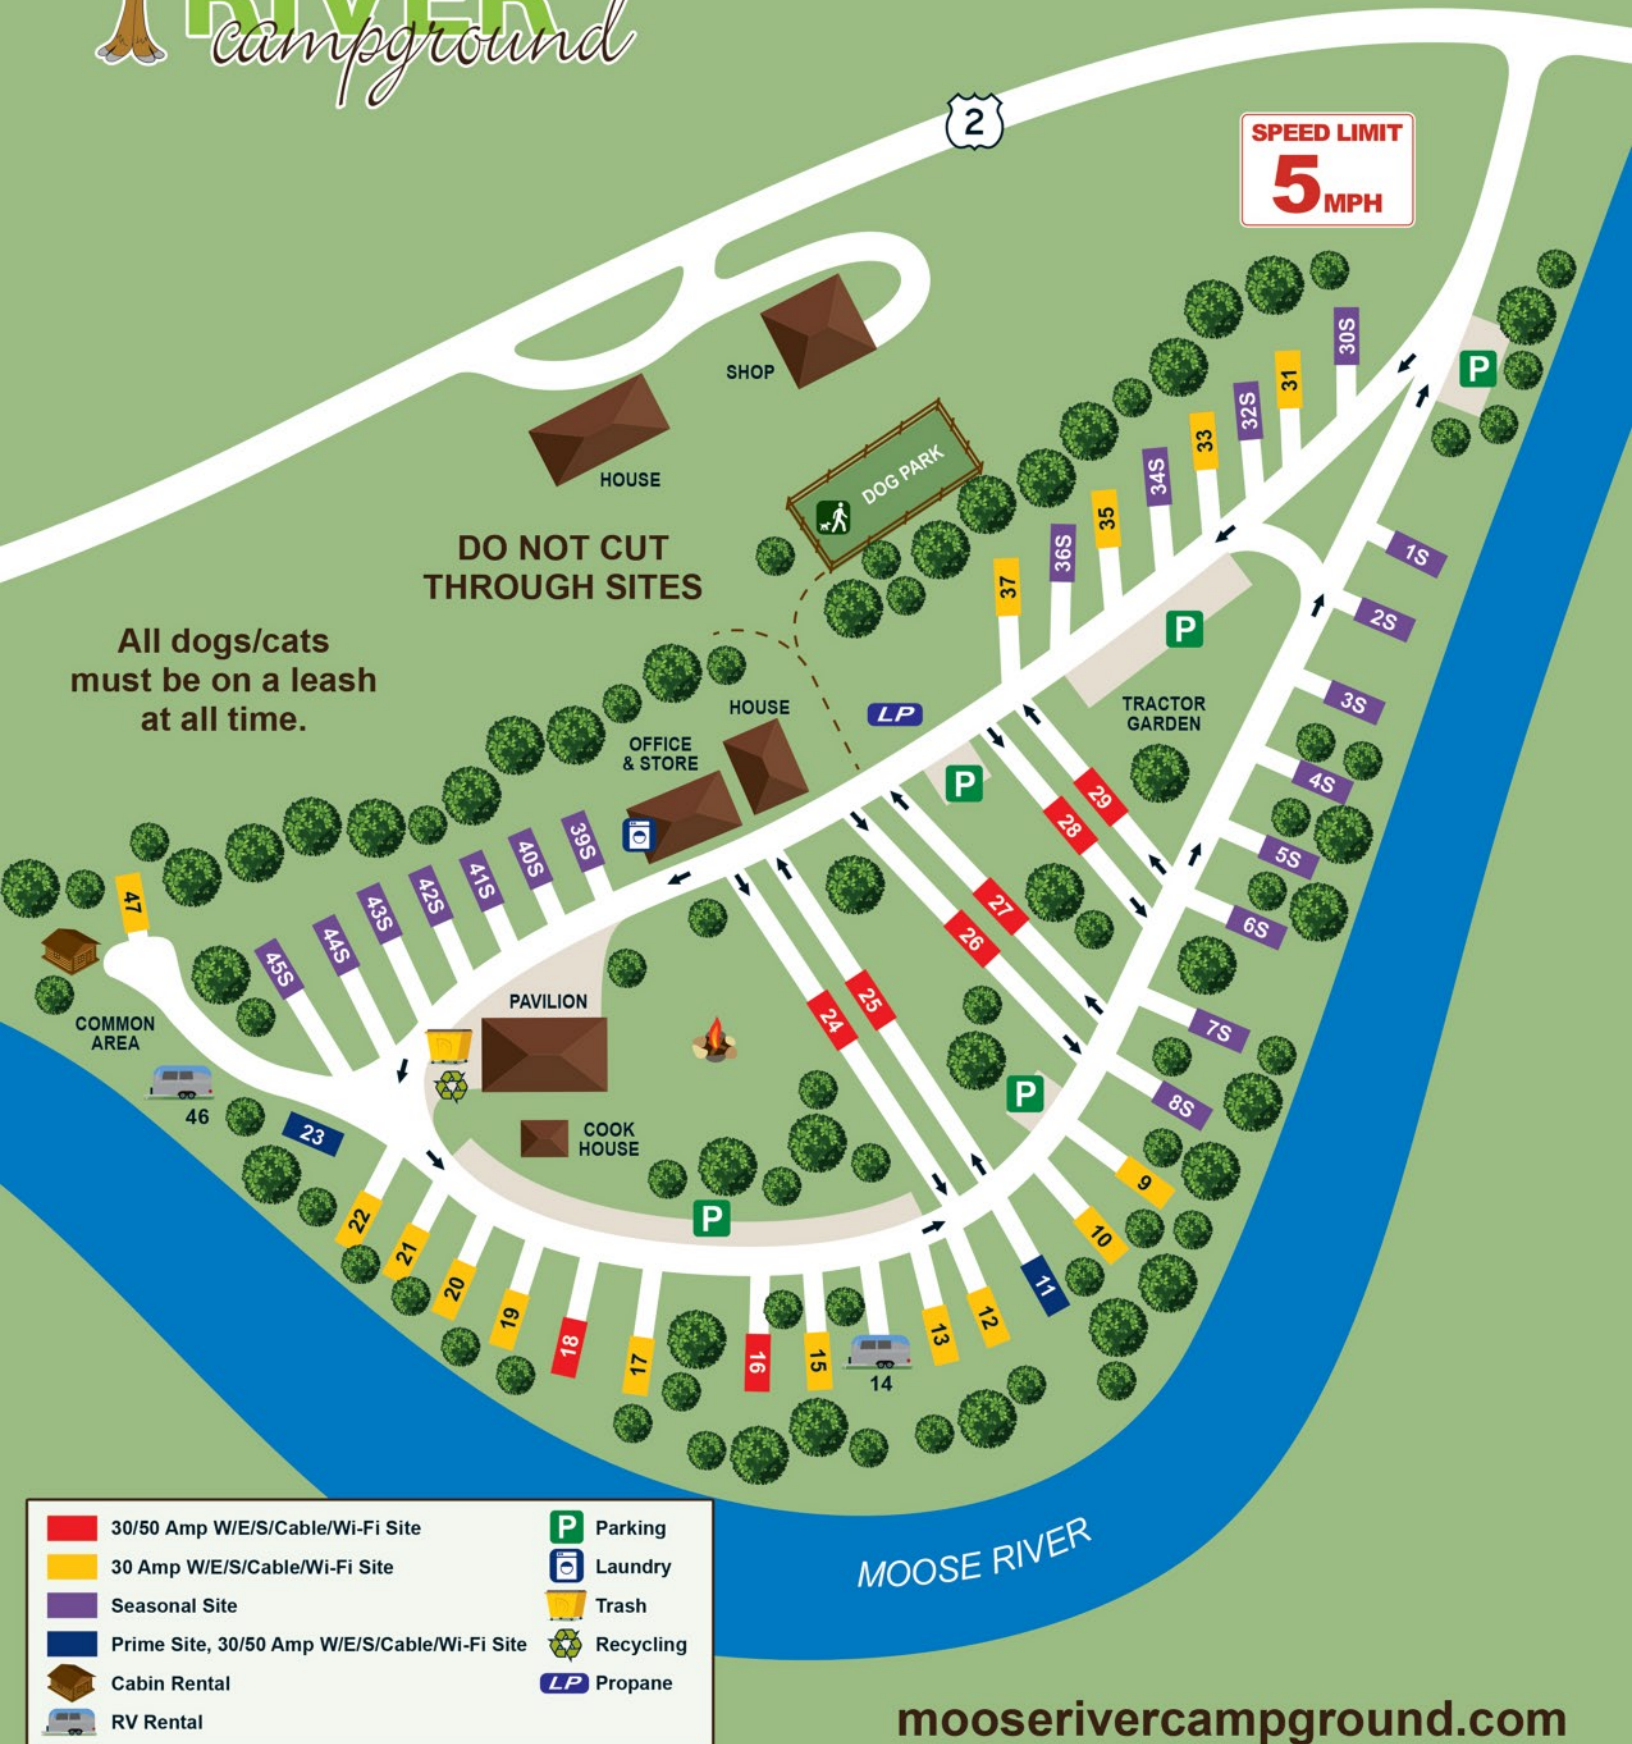 RIVER
campground
2
SPEED LIMIT
5 MPH
SHOP
HOUSE
DOG PARK
DO NOT CUT
THROUGH SITES
All dogs/cats
must be on a leash
at all time.
30S
31
32S
33
34S
35
36S
37
P
1S
2S
3S
4S
5S
6S
7S
8S
P
TRACTOR
GARDEN
LP
HOUSE
OFFICE
& STORE
P
29
28
27
26
25
24
39S
40S
41S
42S
43S
44S
45S
47
COMMON
AREA
46
23
PAVILION
COOK
HOUSE
P
P
9
10
11
12
13
14
15
16
17
18
19
20
21
22
MOOSE RIVER
30/50 Amp W/E/S/Cable/Wi-Fi Site
30 Amp W/E/S/Cable/Wi-Fi Site
Seasonal Site
Prime Site, 30/50 Amp W/E/S/Cable/Wi-Fi Site
Cabin Rental
RV Rental
P Parking
Laundry
Trash
Recycling
LP Propane
mooserivercampground.com